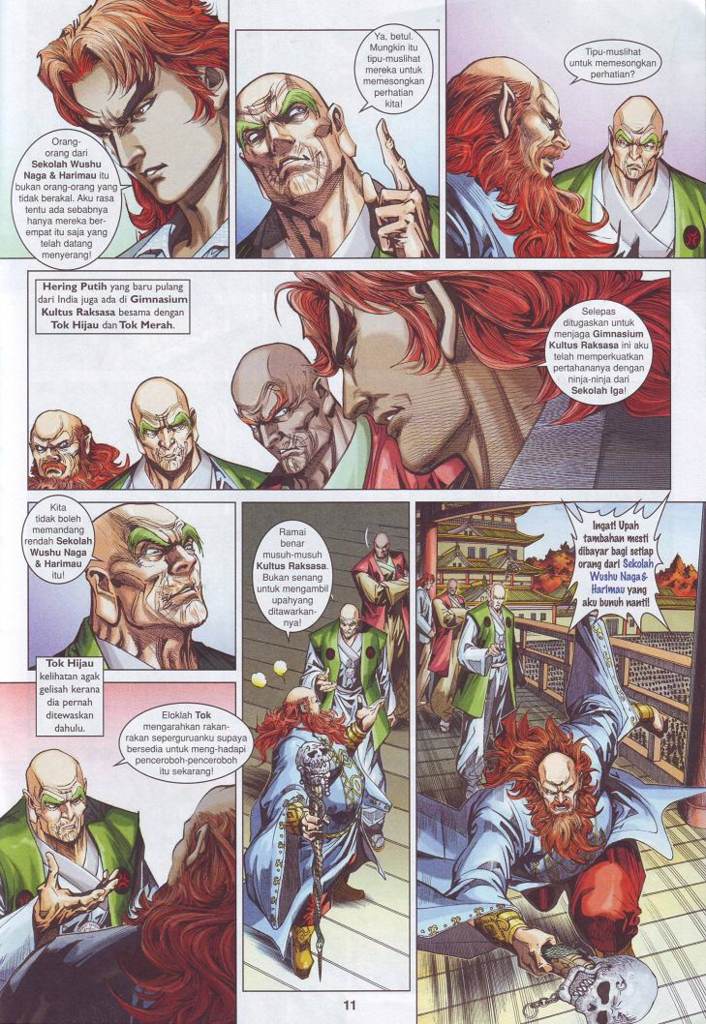 Orang-
orang dari
Sekolah Wushu
Naga & Harimau itu
bukan orang-orang yang
tidak berakal. Aku rasa
tentu ada sebabnya
hanya mereka ber-
empat itu saja yang
telah datang
menyerang!
Ya, betul.
Mungkin itu
tipu-muslihat
mereka untuk
memesongkan
perhatian
kita!
Tipu-muslihat
untuk memesongkan
perhatian?
Hering Putih yang baru pulang
dari India juga ada di Gimnasium
Kultus Raksasa besama dengan
Tok Hijau dan Tok Merah.
Selepas
ditugaskan untuk
menjaga Gimnasium
Kultus Raksasa ini aku
telah memperkuatkan
pertahananya dengan
ninja-ninja dari
Sekolah Iga!
Kita
tidak boleh
memandang
rendah Sekolah
Wushu Naga
& Harimau
itu!
Tok Hijau
kelihatan agak
gelisah kerana
dia pernah
ditewaskan
dahulu.
Eloklah Tok
mengarahkan rakan-
rakan seperguruanku supaya
bersedia untuk meng-hadapi
penceroboh-penceroboh
itu sekarang!
Ramai
benar
musuh-musuh
Kultus Raksasa.
Bukan senang
untuk mengambil
upahyang
ditawarkan-
nya!
Ingat! Upah
tambahan mesti
dibayar bagi setiap
orang dari Sekolah
Wushu Naga &
Harimau yang
aku bunuh nanti!
11